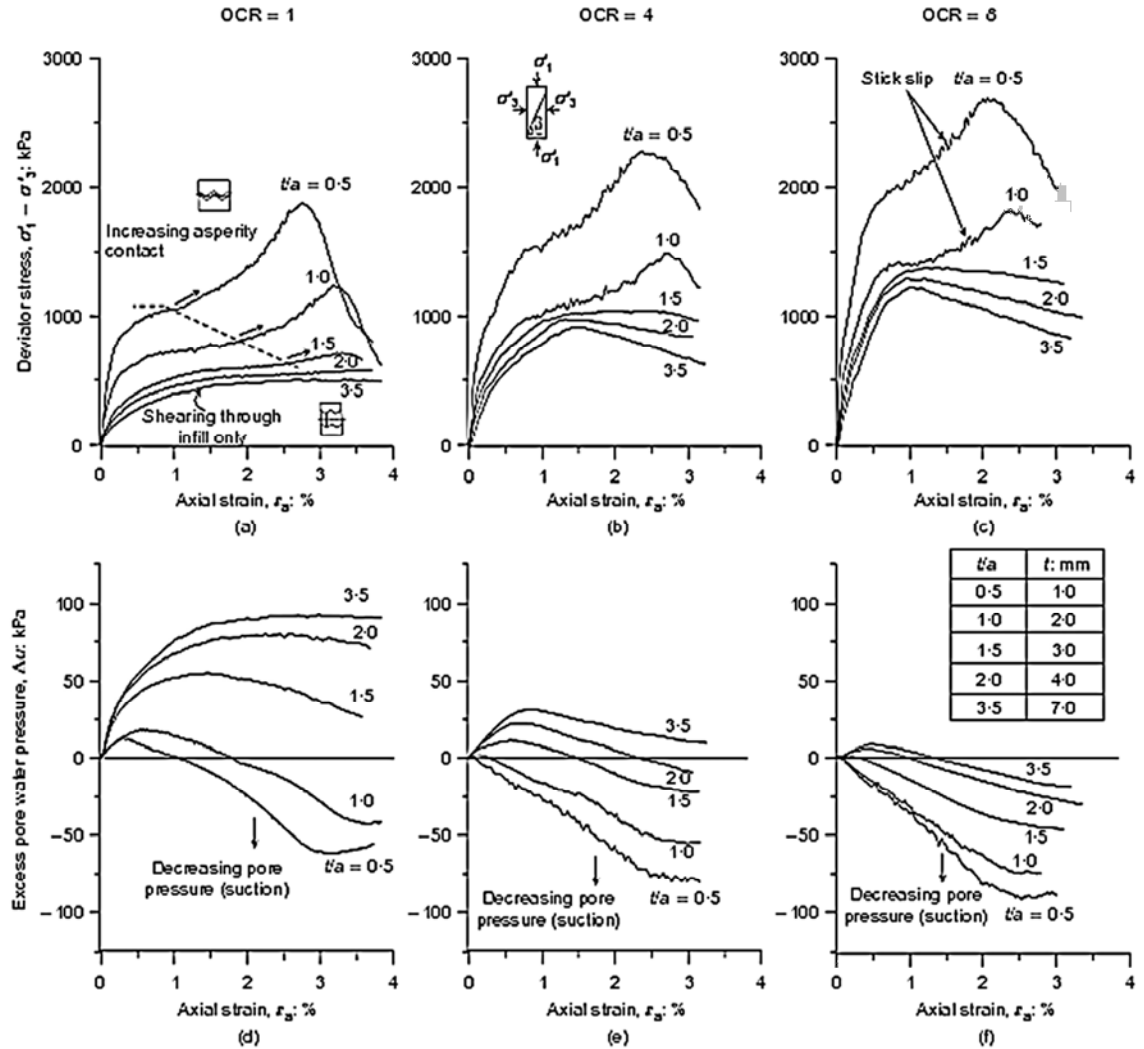 OCR = 1
OCR = 4
OCR = 8
3000
2000
1000
0
Deviator stress, σ′1 − σ′3: kPa
t/a = 0·5
Increasing asperity
contact
1·0
1·5
2·0
3·5
Shearing through
infill only
0
1
2
3
4
Axial strain, εa: %
(a)
3000
2000
1000
0
σ′1
σ′3
σ′3
β
σ′1
t/a = 0·5
1·0
1·5
2·0
3·5
0
1
2
3
4
Axial strain, εa: %
(b)
3000
2000
1000
0
Stick slip
t/a = 0·5
1·0
1·5
2·0
3·5
0
1
2
3
4
Axial strain, εa: %
(c)
100
50
0
−50
−100
Excess pore water pressure, Δu: kPa
3·5
2·0
1·5
1·0
t/a = 0·5
Decreasing pore
pressure (suction)
0
1
2
3
4
Axial strain, εa: %
(d)
100
50
0
−50
−100
3·5
2·0
1·5
1·0
t/a = 0·5
Decreasing pore
pressure (suction)
0
1
2
3
4
Axial strain, εa: %
(e)
t/a t: mm
0·5 1·0
1·0 2·0
1·5 3·0
2·0 4·0
3·5 7·0
100
50
0
−50
−100
3·5
2·0
1·5
1·0
t/a = 0·5
Decreasing pore
pressure (suction)
0
1
2
3
4
Axial strain, εa: %
(f)